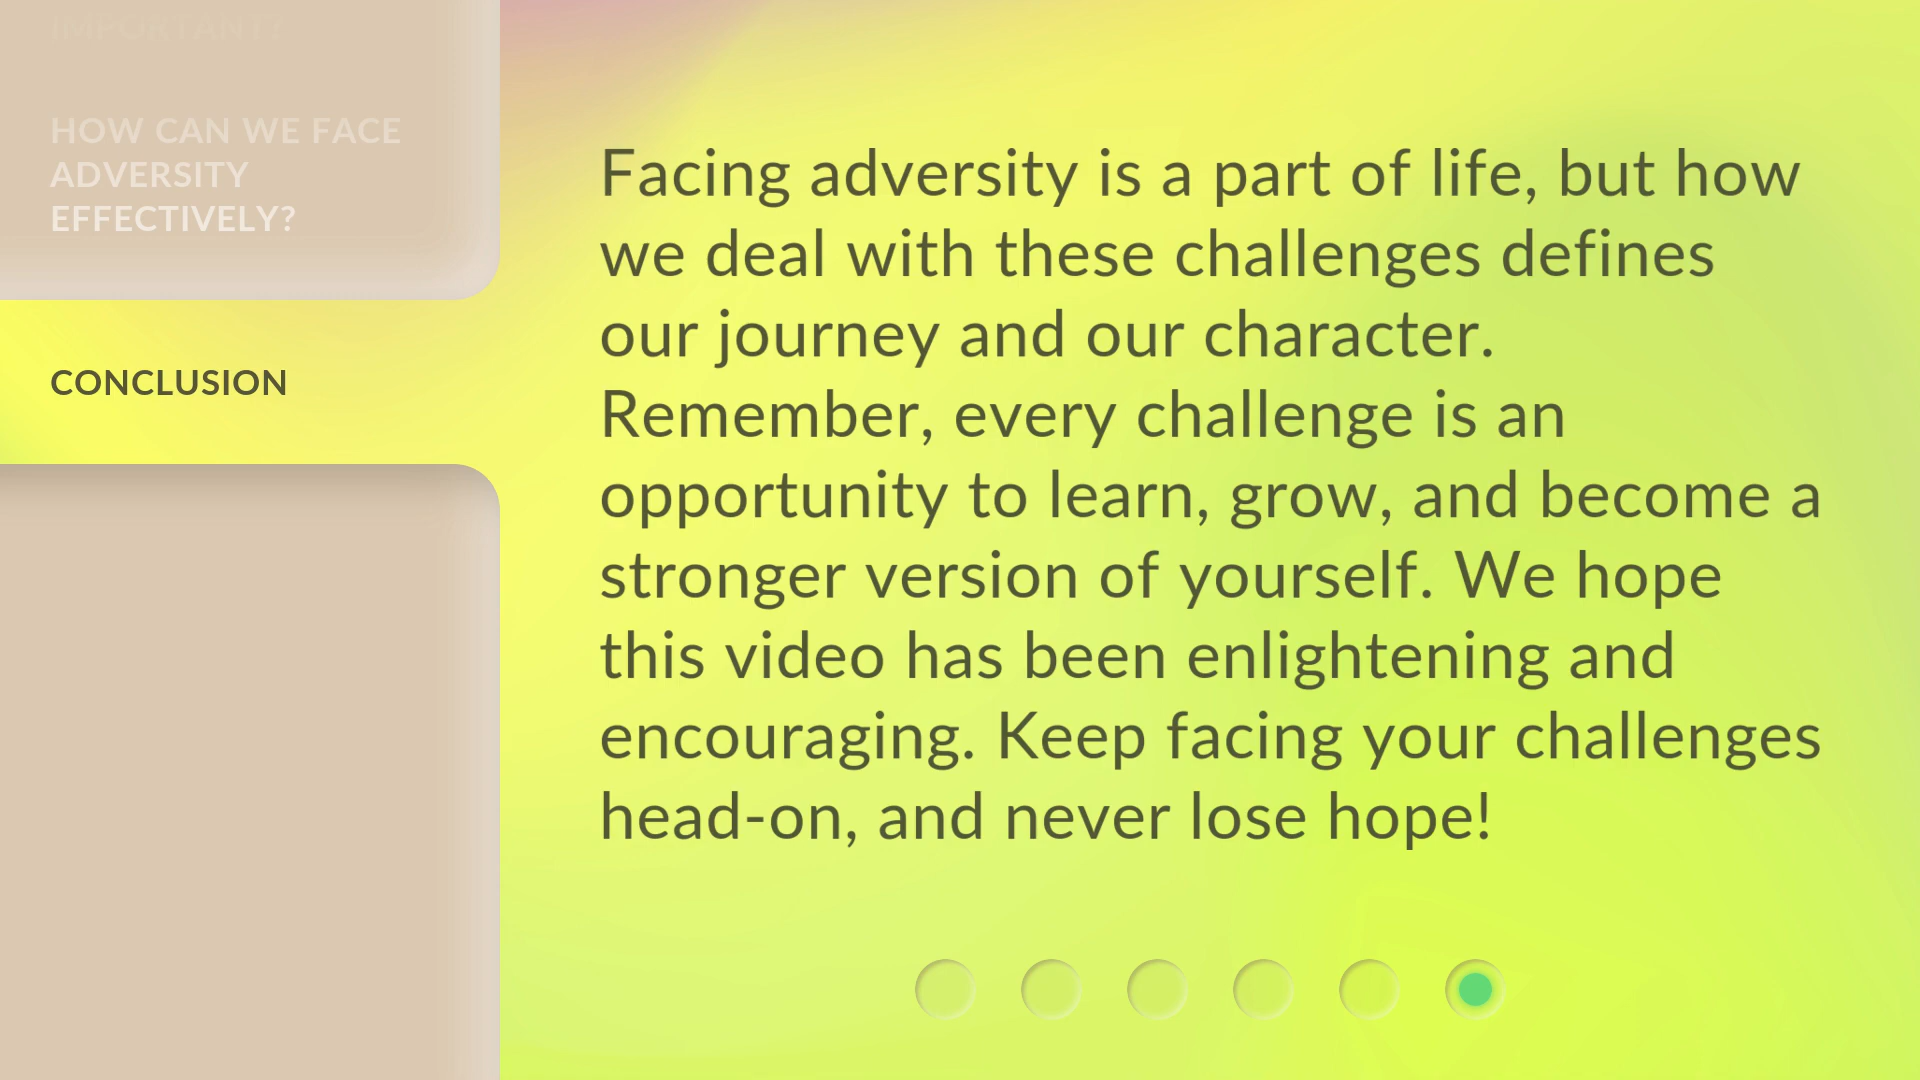 IMPORTANT?
HOW CAN WE FACE
ADVERSITY
EFFECTIVELY?
CONCLUSION
Facing adversity is a part of life, but how
we deal with these challenges defines
our journey and our character.
Remember, every challenge is an
opportunity to learn, grow, and become a
stronger version of yourself. We hope
this video has been enlightening and
encouraging. Keep facing your challenges
head-on, and never lose hope!